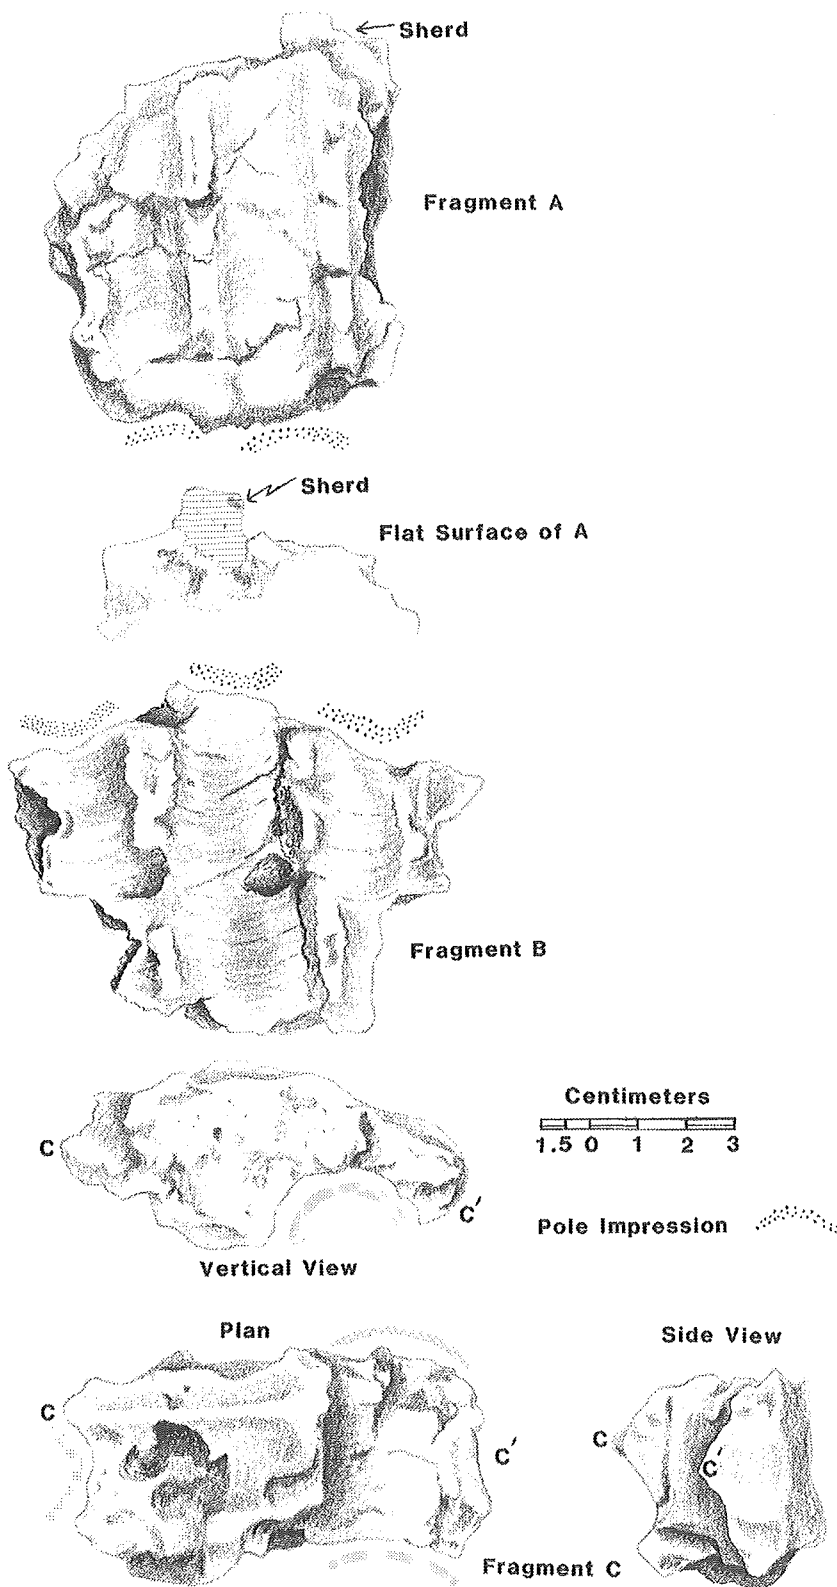 Sherd
Fragment A
Sherd
Flat Surface of A
Fragment B
Centimeters
1.5 0 1 2 3
C
C'
Pole Impression
Vertical View
Plan
Side View
C
C
C'
C'
Fragment C